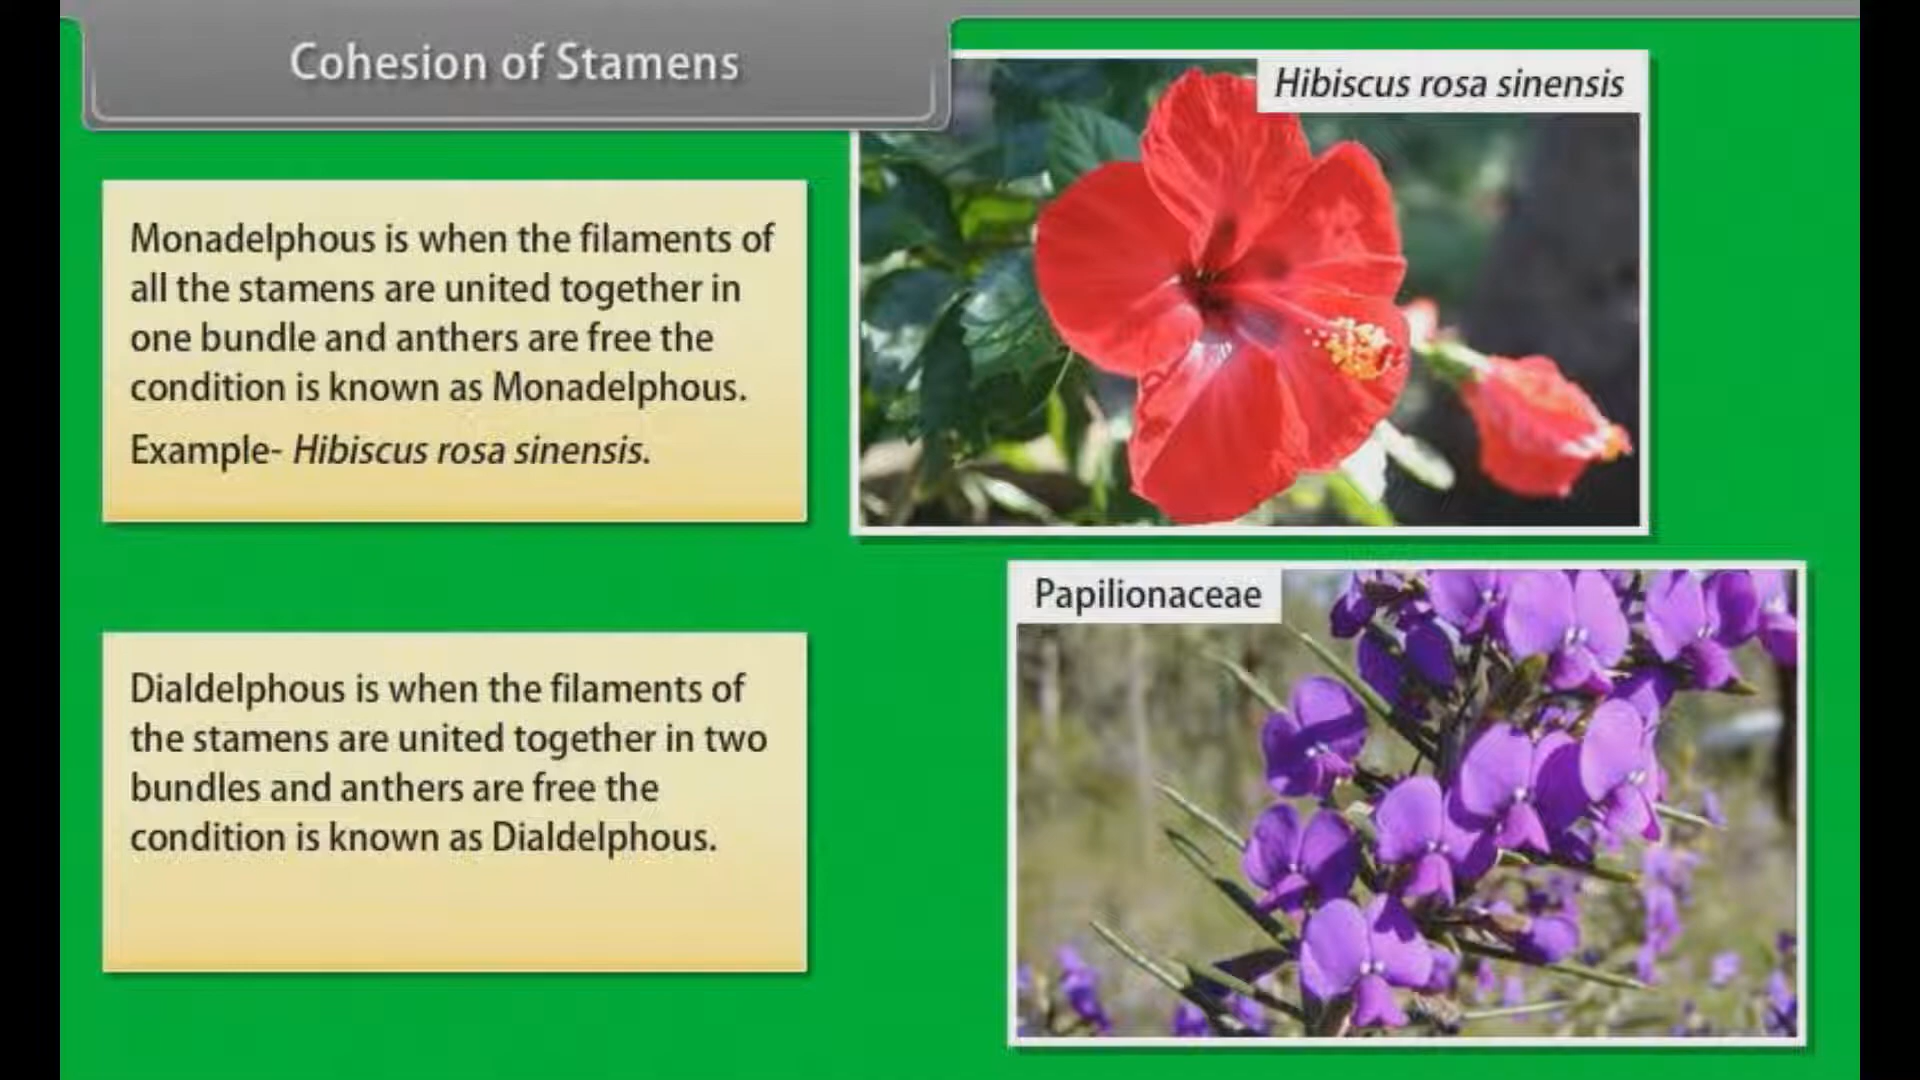 Cohesion of Stamens
Hibiscus rosa sinensis
Monadelphous is when the filaments of
all the stamens are united together in
one bundle and anthers are free the
condition is known as Monadelphous.
Example- Hibiscus rosa sinensis.
Papilionaceae
Dialdelphous is when the filaments of
the stamens are united together in two
bundles and anthers are free the
condition is known as Dialdelphous.